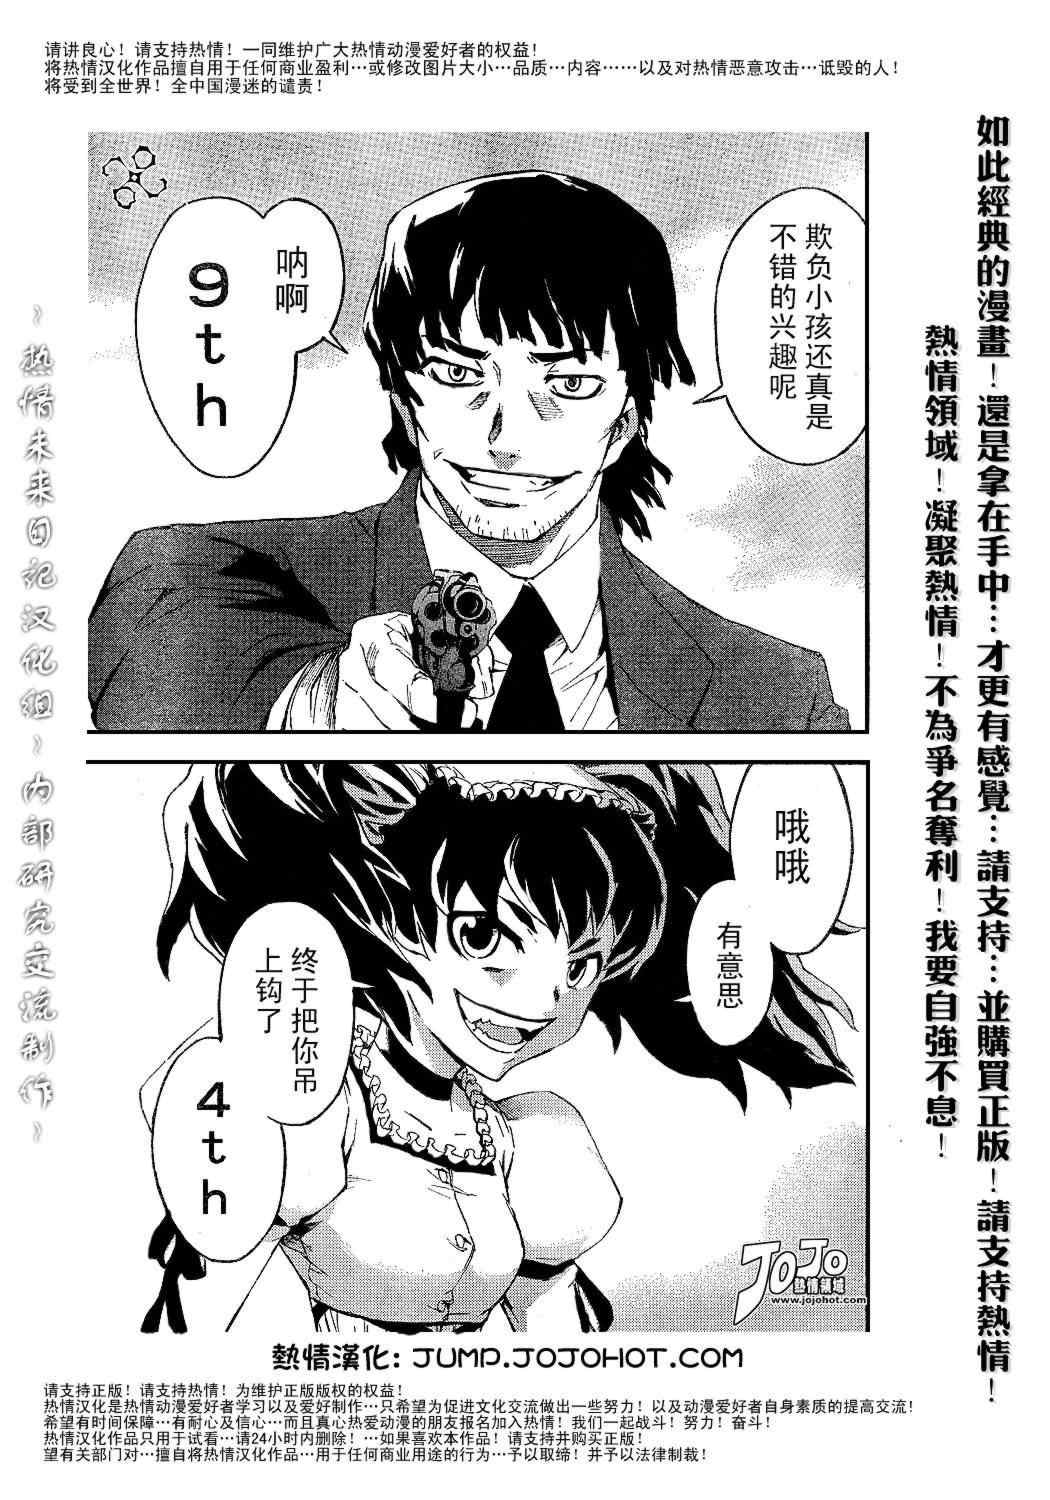 请讲良心！请支持热情！一同维护广大热情动漫爱好者的权益！
将热情汉化作品擅自用于任何商业盈利…或修改图片大小…品质…内容……以及对热情恶意攻击…诋毁的人！
将受到全世界！全中国漫迷的谴责！
如此經典的漫畫！還是拿在手中…才更有感覺…請支持…並購買正版！請支持熱情！
熱情領域！凝聚熱情！不為爭名奪利！我要自強不息！
欺负小孩还真是
不错的兴趣呢
呐啊
9th
哦哦
有意思
终于把你吊
上钩了
4th
～热情未来日记汉化组～内部研究交流制作～
JOJO
熱情領域
www.jojohot.com
熱情漢化: JUMP.JOJOHOT.COM
请支持正版！请支持热情！为维护正版版权的权益！
热情汉化是热情动漫爱好者学习以及爱好制作…只希望为促进文化交流做出一些努力！以及动漫爱好者自身素质的提高交流！
希望有时间保障…有耐心及信心…而且真心热爱动漫的朋友报名加入热情！我们一起战斗！努力！奋斗！
热情汉化作品只用于试看…请24小时内删除！…如果喜欢本作品！请支持并购买正版！
望有关部门对…擅自将热情汉化作品…用于任何商业用途的行为…予以取缔！并予以法律制裁！